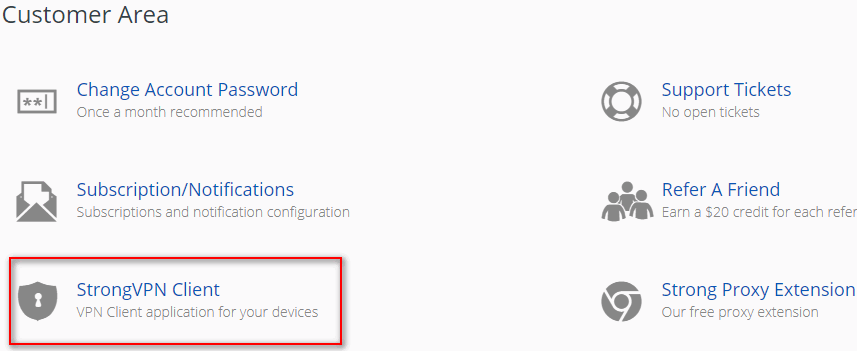 Customer Area
**|
Change Account Password
Once a month recommended
Support Tickets
No open tickets
Subscription/Notifications
Subscriptions and notification configuration
Refer A Friend
Earn a $20 credit for each refer
StrongVPN Client
VPN Client application for your devices
Strong Proxy Extension
Our free proxy extension